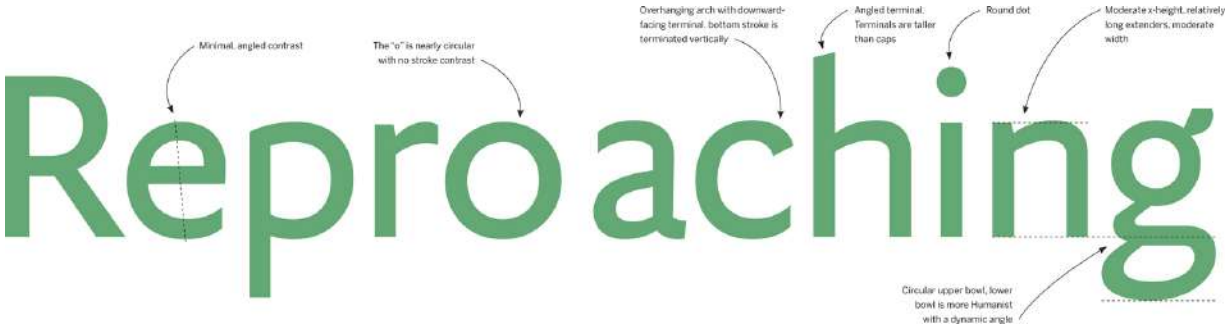 Overhanging arch with downward-
facing terminal, bottom stroke is
terminated vertically
Angled terminal.
Terminals are taller
than caps
Round dot
Moderate x-height, relatively
long extenders, moderate
width
Minimal, angled contrast
The "o" is nearly circular
with no stroke contrast
Reproaching
Circular upper bowl, lower
bowl is more Humanist
with a dynamic angle